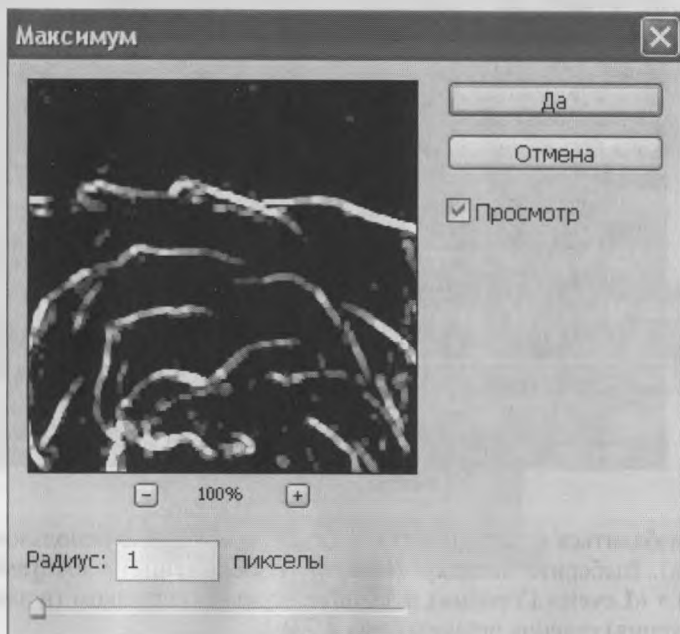 Максимум
Да
Отмена
Просмотр
100%
Радиус: 1 пикселы